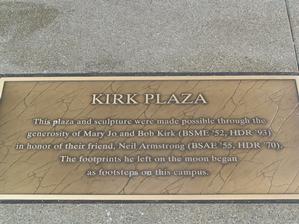 KIRK PLAZA
This plaza and sculpture were made possible through the
generosity of Mary Jo and Bob Kirk (BSME '52, HDR '93)
in honor of their friend, Neil Armstrong (BSAE '55, HDR '70).
The footprints he left on the moon began
as footsteps on this campus.